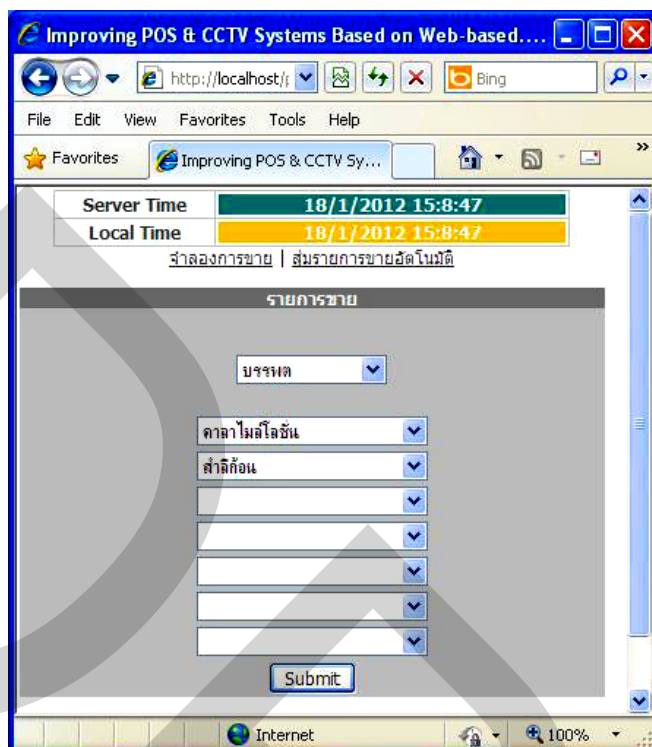 Improving POS & CCTV Systems Based on Web-based....
http://localhost/
Bing
File Edit View Favorites Tools Help
Favorites Improving POS & CCTV Sy... »
Server Time 18/1/2012 15:8:47
Local Time 18/1/2012 15:8:47
จำลองการขาย | สุ่มรายการขายอัตโนมัติ
รายการขาย
บรรพต
คาลาไมล์โลชั่น
สำลีก้อน
Submit
Internet 100%